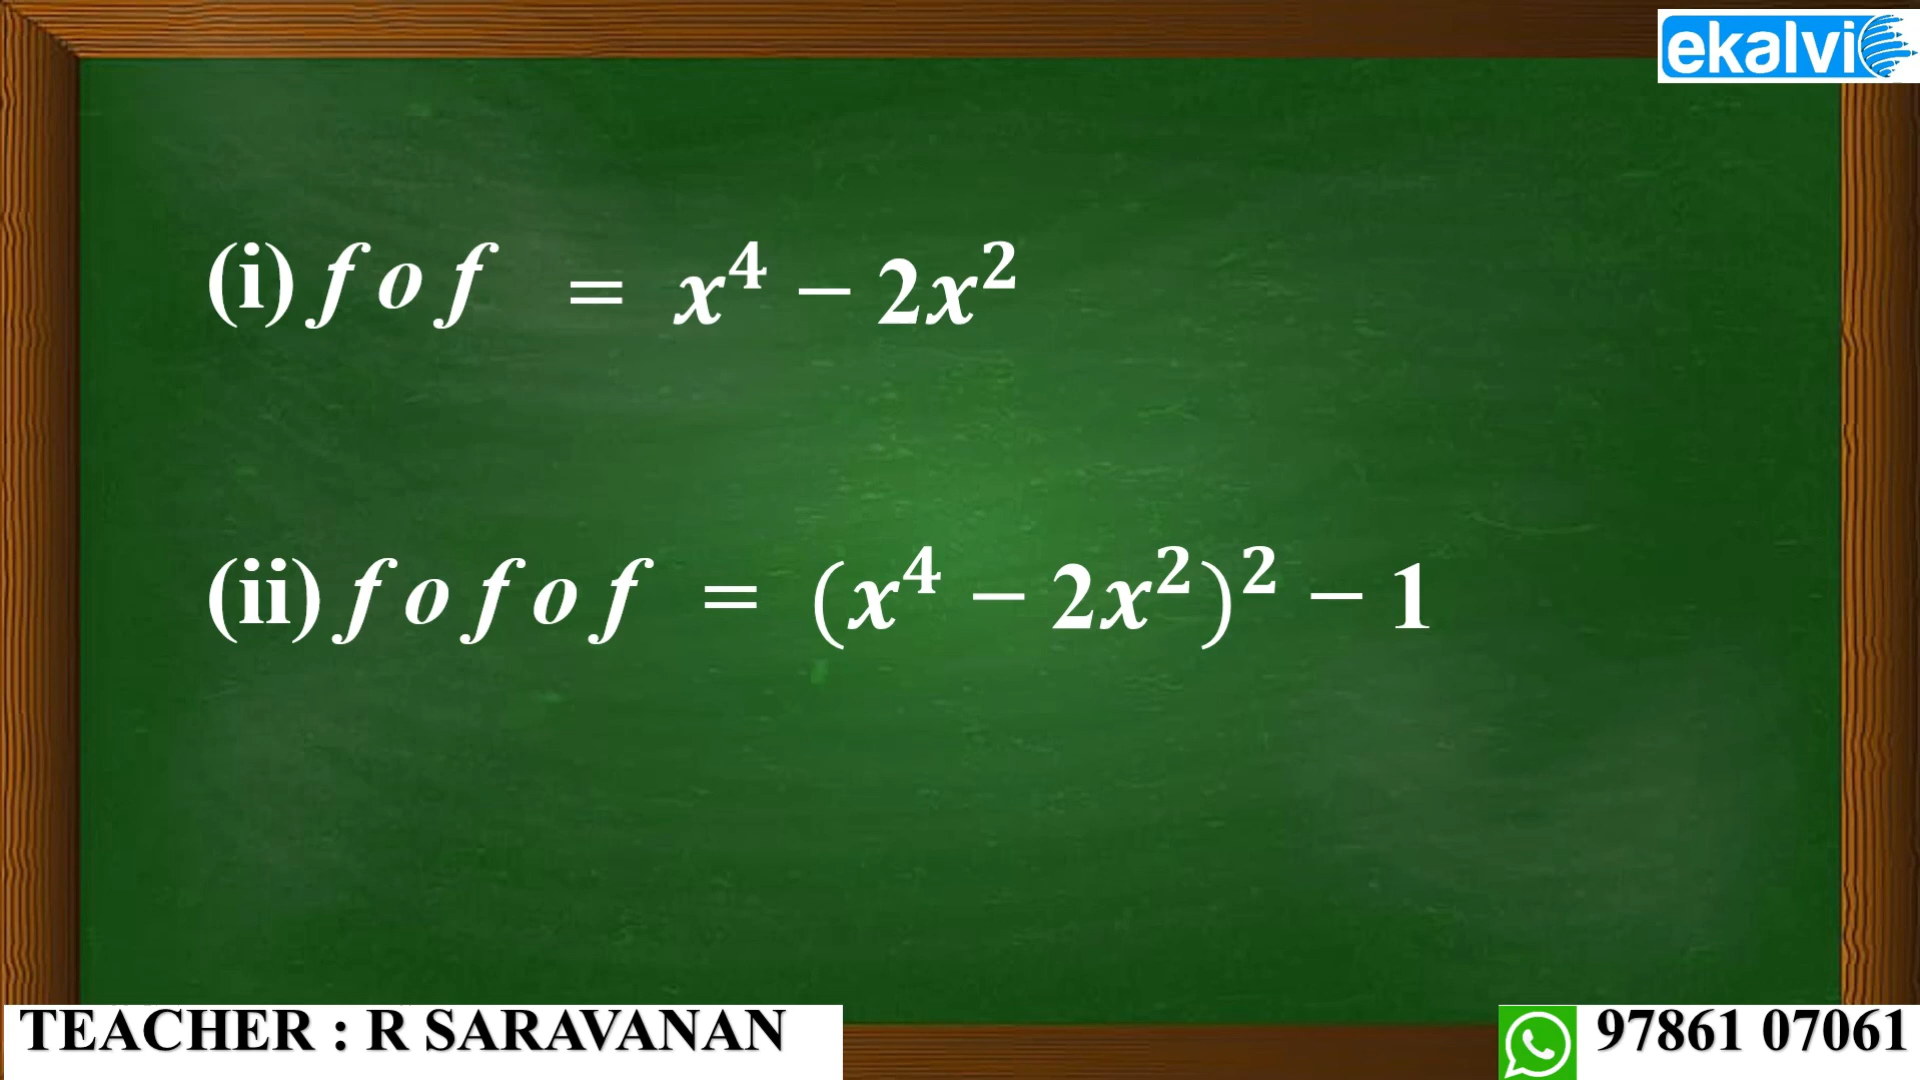 ekalvi
(i) f o f = x⁴ − 2x²
(ii) f o f o f = (x⁴ − 2x²)² − 1
TEACHER : R SARAVANAN
97861 07061